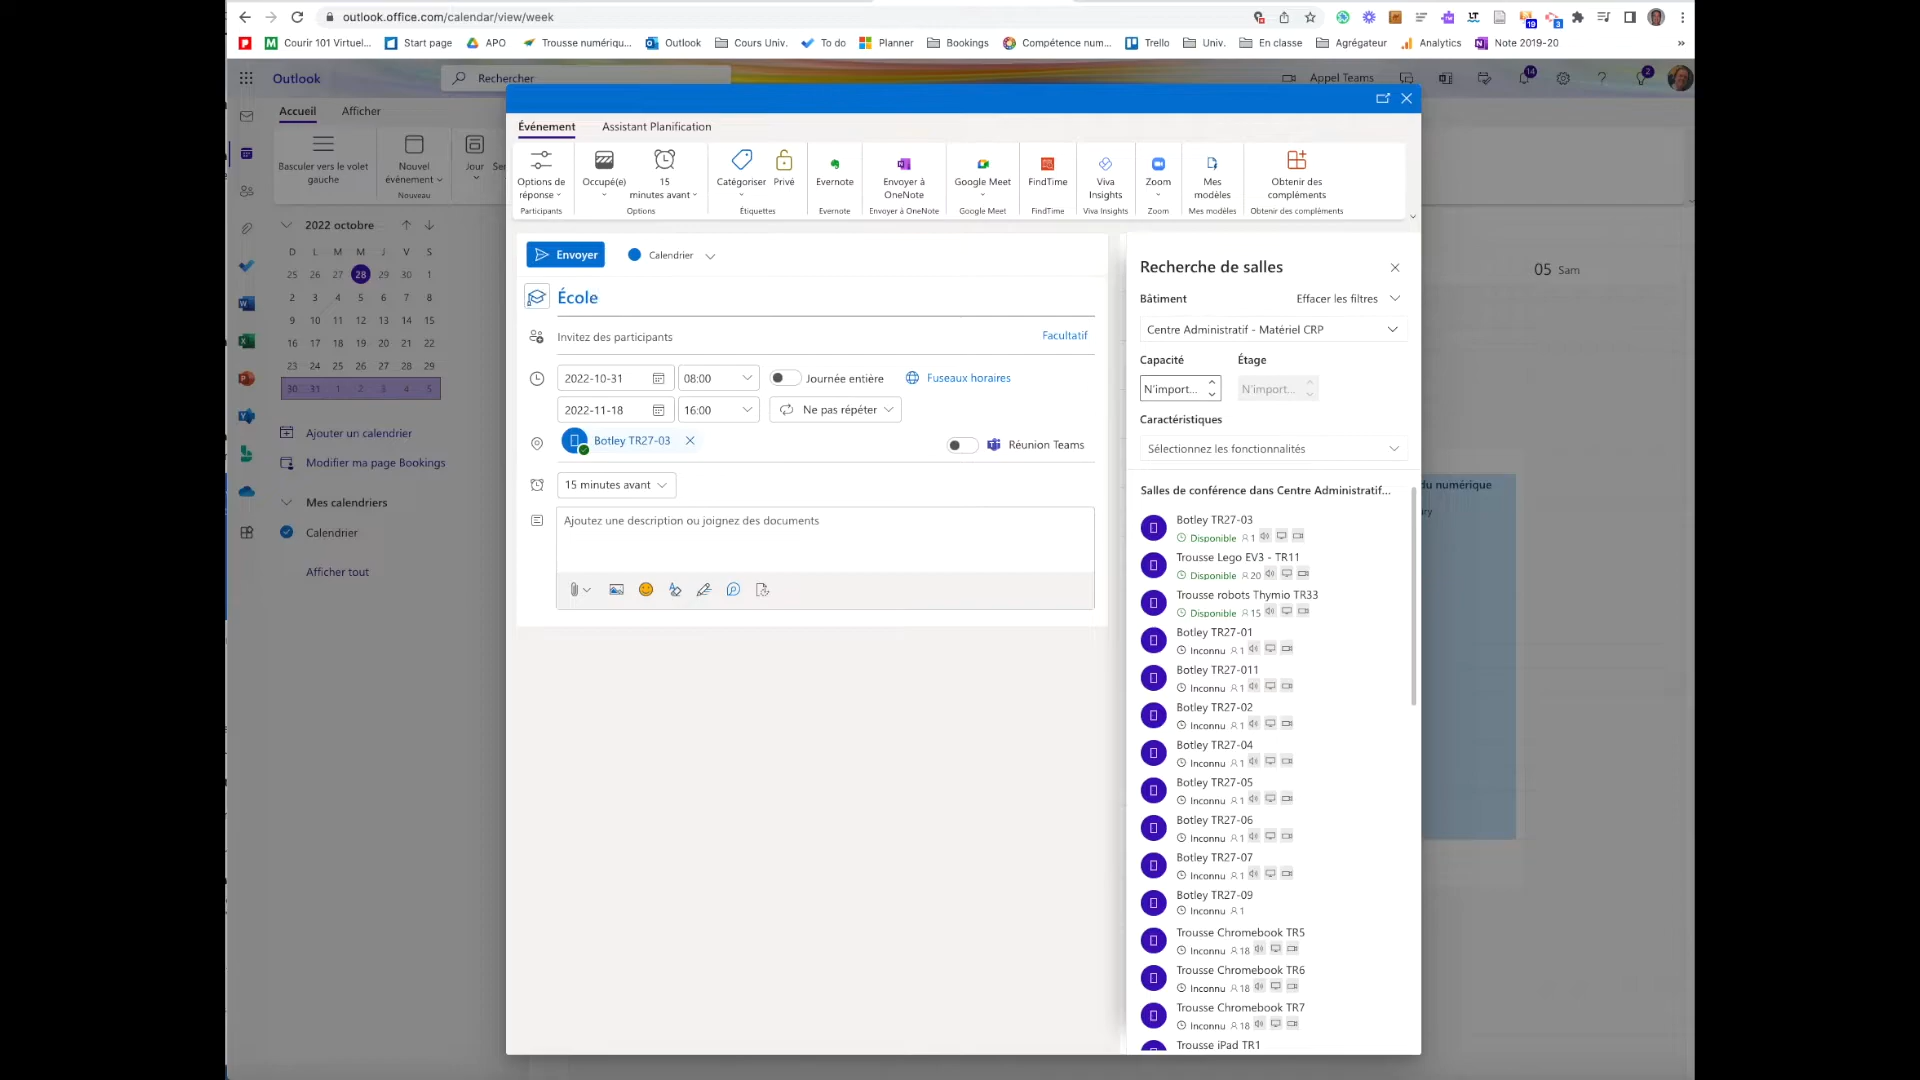 outlook.office.com/calendar/view/week
19
3
Courir 101 Virtuel...
Start page
APO
Trousse numériqu...
Outlook
Cours Univ.
To do
Planner
Bookings
Compétence num...
Trello
Univ.
En classe
Agrégateur
Analytics
Note 2019-20
»
Outlook
Rechercher
Appel Teams
14
2
Accueil
Afficher
Basculer vers le volet
gauche
Nouvel
événement
Nouveau
Jour
2022 octobre
D L M M J V S
25 26 27 28 29 30 1
2 3 4 5 6 7 8
9 10 11 12 13 14 15
16 17 18 19 20 21 22
23 24 25 26 27 28 29
30 31 1 2 3 4 5
Ajouter un calendrier
Modifier ma page Bookings
Mes calendriers
Calendrier
Afficher tout
Événement
Assistant Planification
Options de
réponse
Participants
Occupé(e)
15
minutes avant
Options
Catégoriser
Privé
Étiquettes
Evernote
Evernote
Envoyer à
OneNote
Envoyer à OneNote
Google Meet
Google Meet
FindTime
FindTime
Viva
Insights
Viva Insights
Zoom
Zoom
Mes
modèles
Mes modèles
Obtenir des
compléments
Obtenir des compléments
Envoyer
Calendrier
École
Invitez des participants
Facultatif
2022-10-31
08:00
Journée entière
Fuseaux horaires
2022-11-18
16:00
Ne pas répéter
Botley TR27-03
Réunion Teams
15 minutes avant
Ajoutez une description ou joignez des documents
Recherche de salles
Bâtiment
Effacer les filtres
Centre Administratif - Matériel CRP
Capacité
Étage
N'import...
N'import...
Caractéristiques
Sélectionnez les fonctionnalités
Salles de conférence dans Centre Administratif...
Botley TR27-03
Disponible 1
Trousse Lego EV3 - TR11
Disponible 20
Trousse robots Thymio TR33
Disponible 15
Botley TR27-01
Inconnu 1
Botley TR27-011
Inconnu 1
Botley TR27-02
Inconnu 1
Botley TR27-04
Inconnu 1
Botley TR27-05
Inconnu 1
Botley TR27-06
Inconnu 1
Botley TR27-07
Inconnu 1
Botley TR27-09
Inconnu 1
Trousse Chromebook TR5
Inconnu 18
Trousse Chromebook TR6
Inconnu 18
Trousse Chromebook TR7
Inconnu 18
Trousse iPad TR1
05 Sam
du numérique